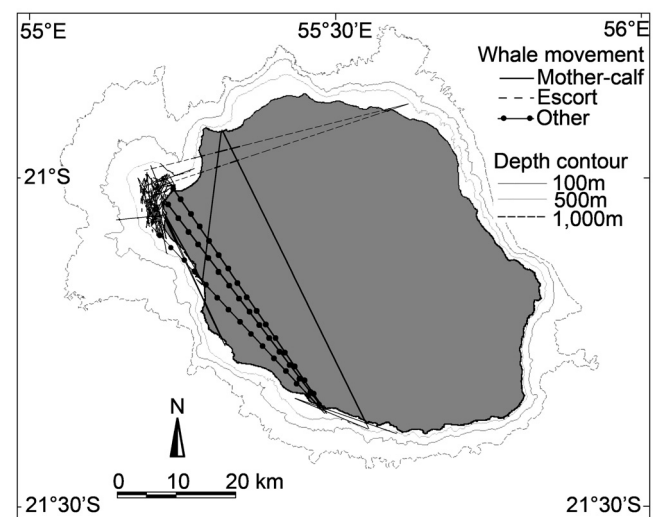 55°E
55°30'E
56°E
Whale movement
Mother-calf
Escort
Other
Depth contour
100m
500m
1,000m
21°S
N
0 10 20 km
21°30'S
21°30'S